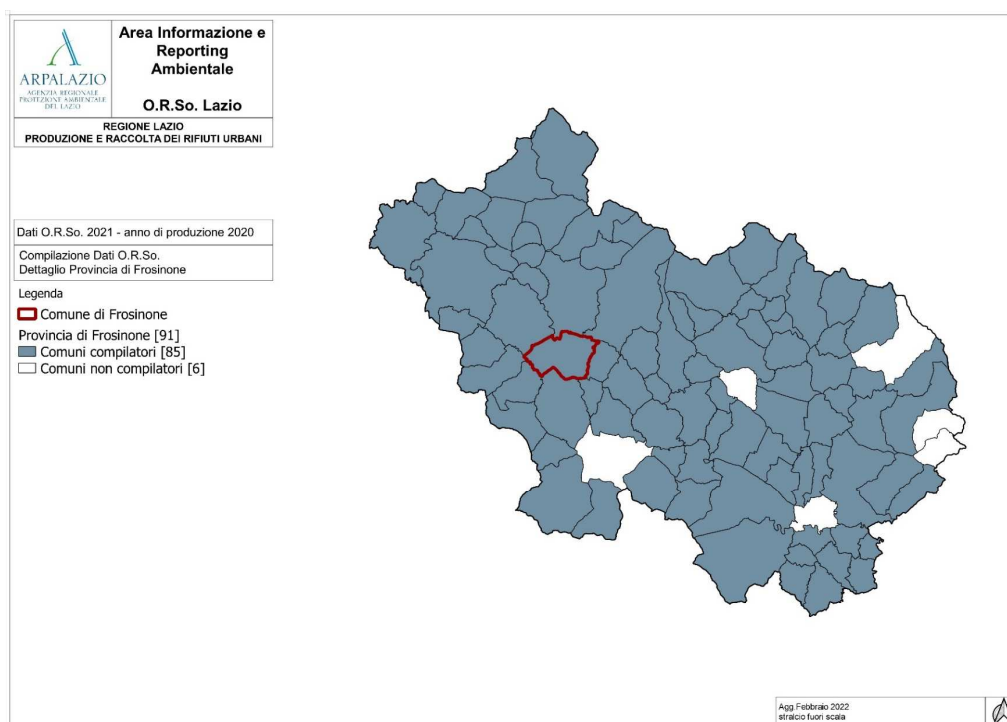 ARPALAZIO
AGENZIA REGIONALE
PROTEZIONE AMBIENTALE
DEL LAZIO
Area Informazione e
Reporting
Ambientale
O.R.So. Lazio
REGIONE LAZIO
PRODUZIONE E RACCOLTA DEI RIFIUTI URBANI
Dati O.R.So. 2021 - anno di produzione 2020
Compilazione Dati O.R.So.
Dettaglio Provincia di Frosinone
Legenda
Comune di Frosinone
Provincia di Frosinone [91]
Comuni compilatori [85]
Comuni non compilatori [6]
Agg.Febbraio 2022
stralcio fuori scala